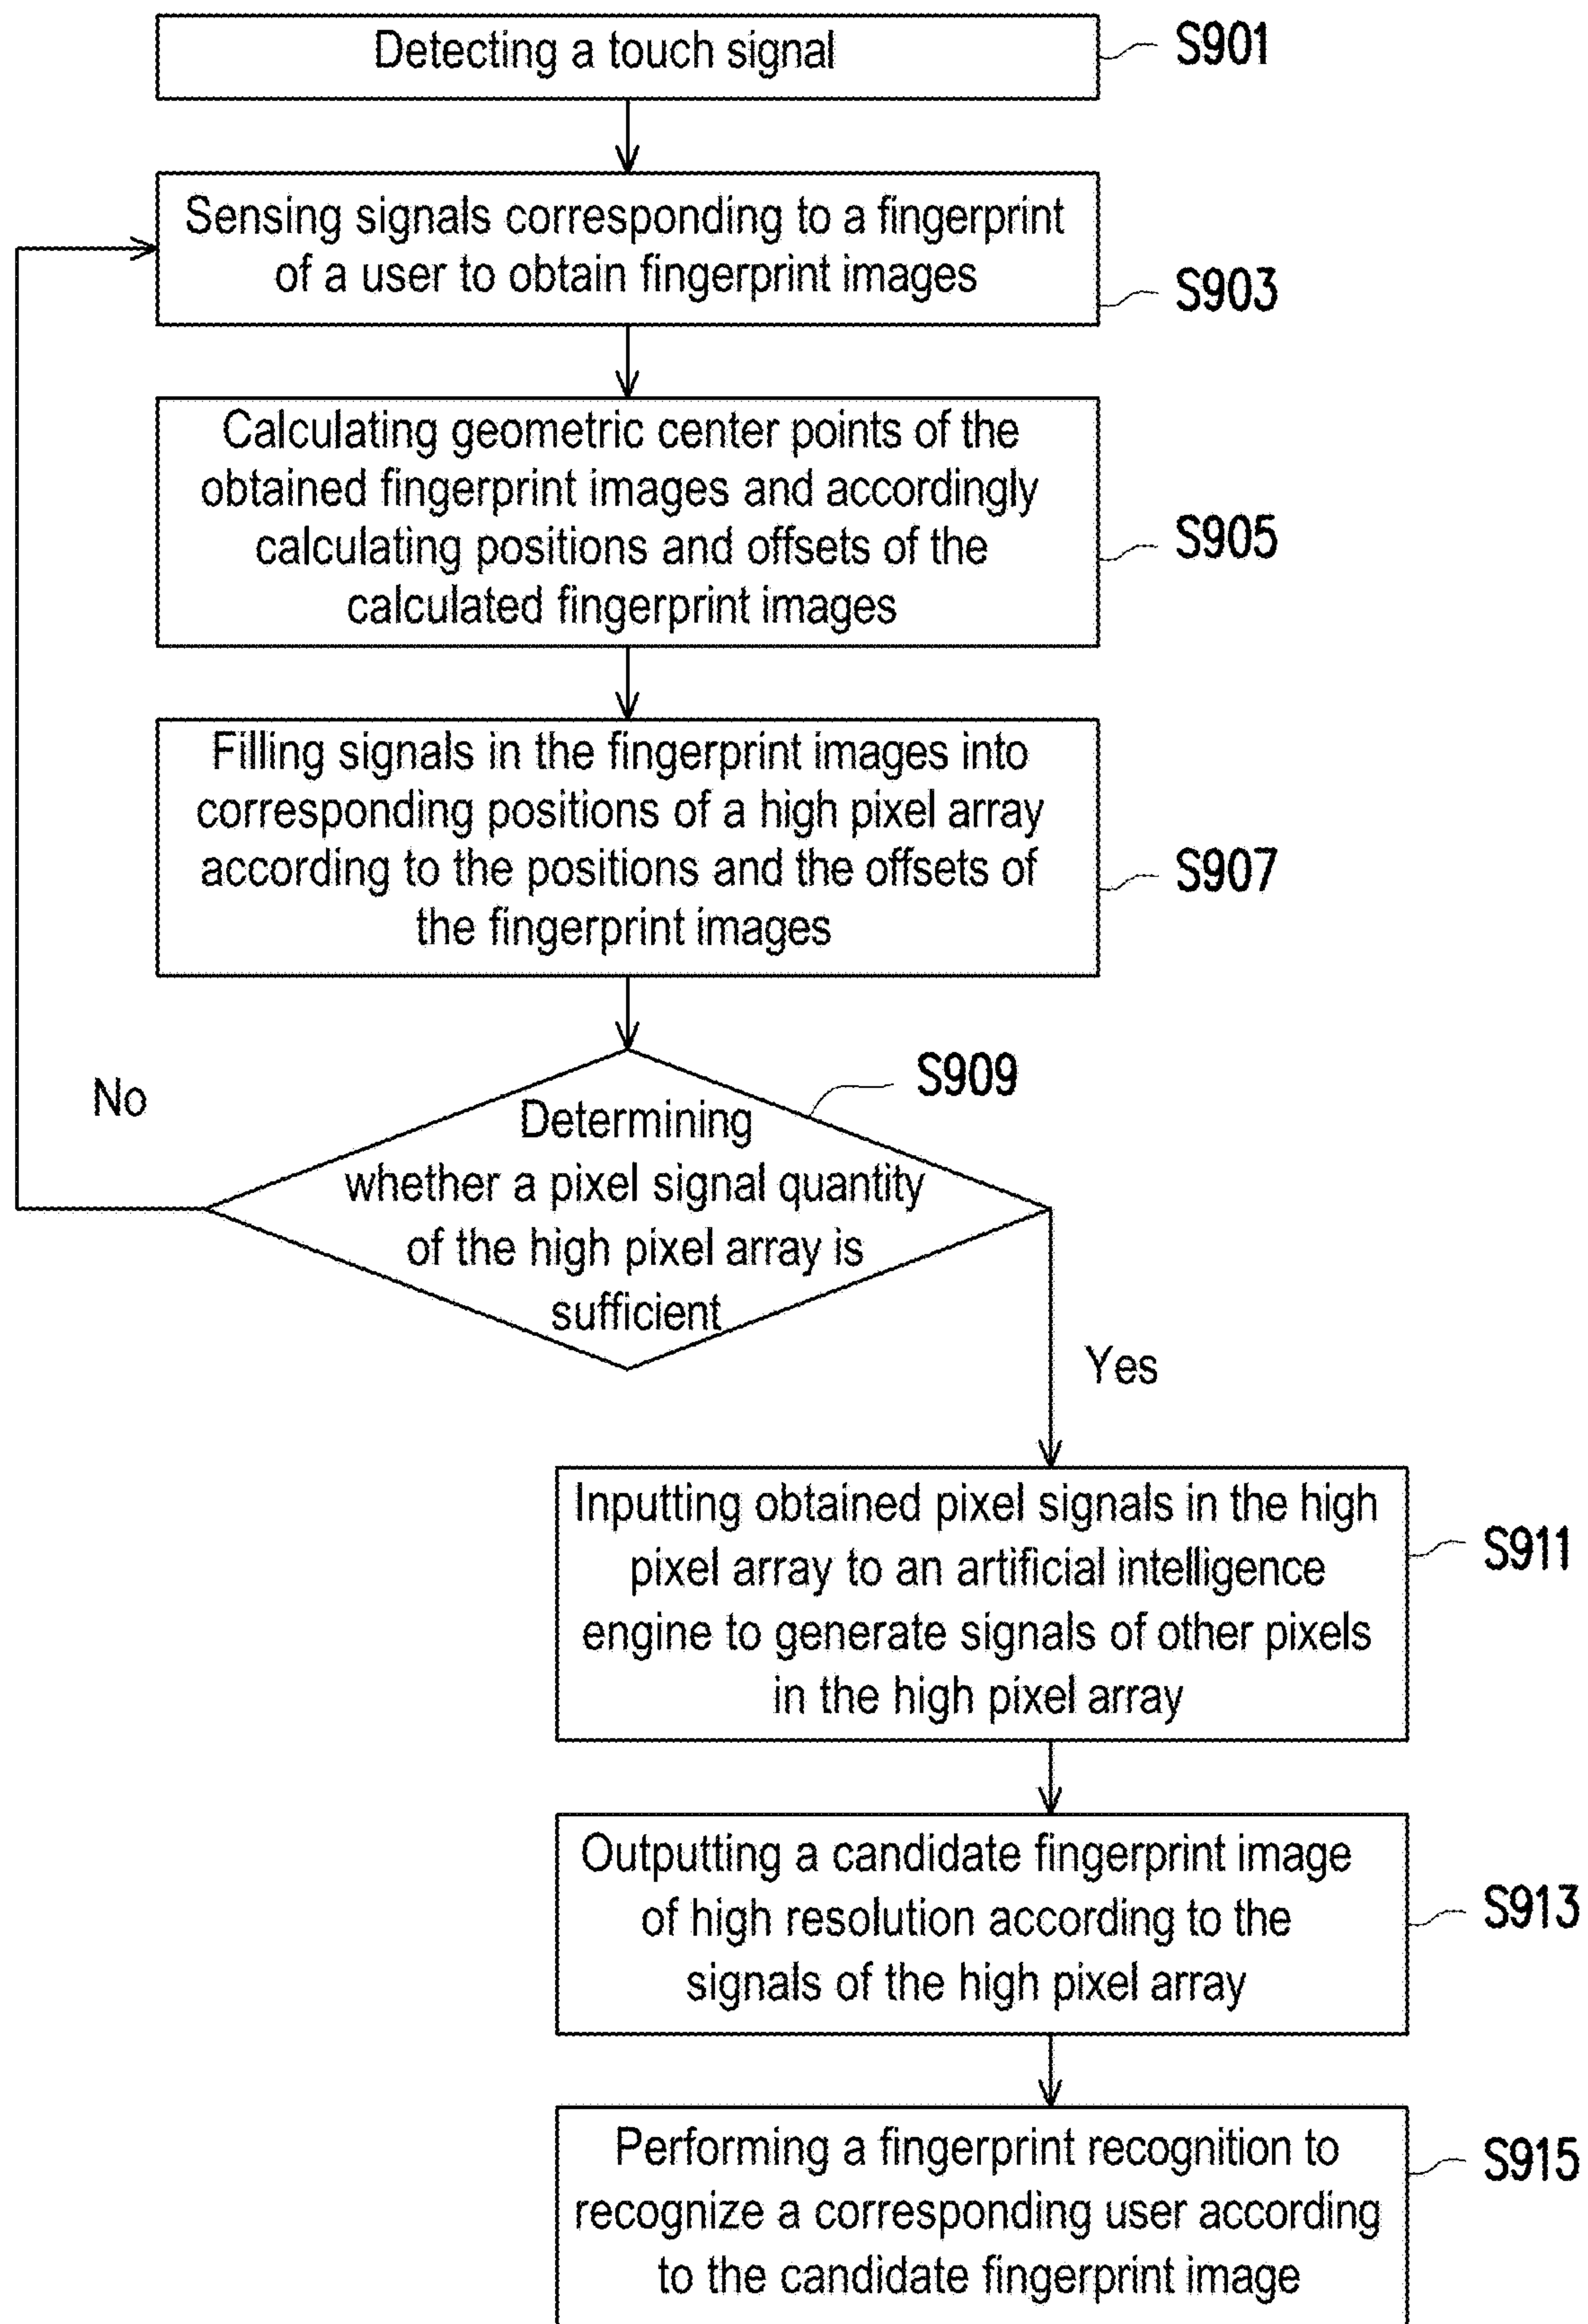 Detecting a touch signal
S901
Sensing signals corresponding to a fingerprint
of a user to obtain fingerprint images
S903
Calculating geometric center points of the
obtained fingerprint images and accordingly
calculating positions and offsets of the
calculated fingerprint images
S905
Filling signals in the fingerprint images into
corresponding positions of a high pixel array
according to the positions and the offsets of
the fingerprint images
S907
No
S909
Determining
whether a pixel signal quantity
of the high pixel array is
sufficient
Yes
Inputting obtained pixel signals in the high
pixel array to an artificial intelligence
engine to generate signals of other pixels
in the high pixel array
S911
Outputting a candidate fingerprint image
of high resolution according to the
signals of the high pixel array
S913
Performing a fingerprint recognition to
recognize a corresponding user according
to the candidate fingerprint image
S915